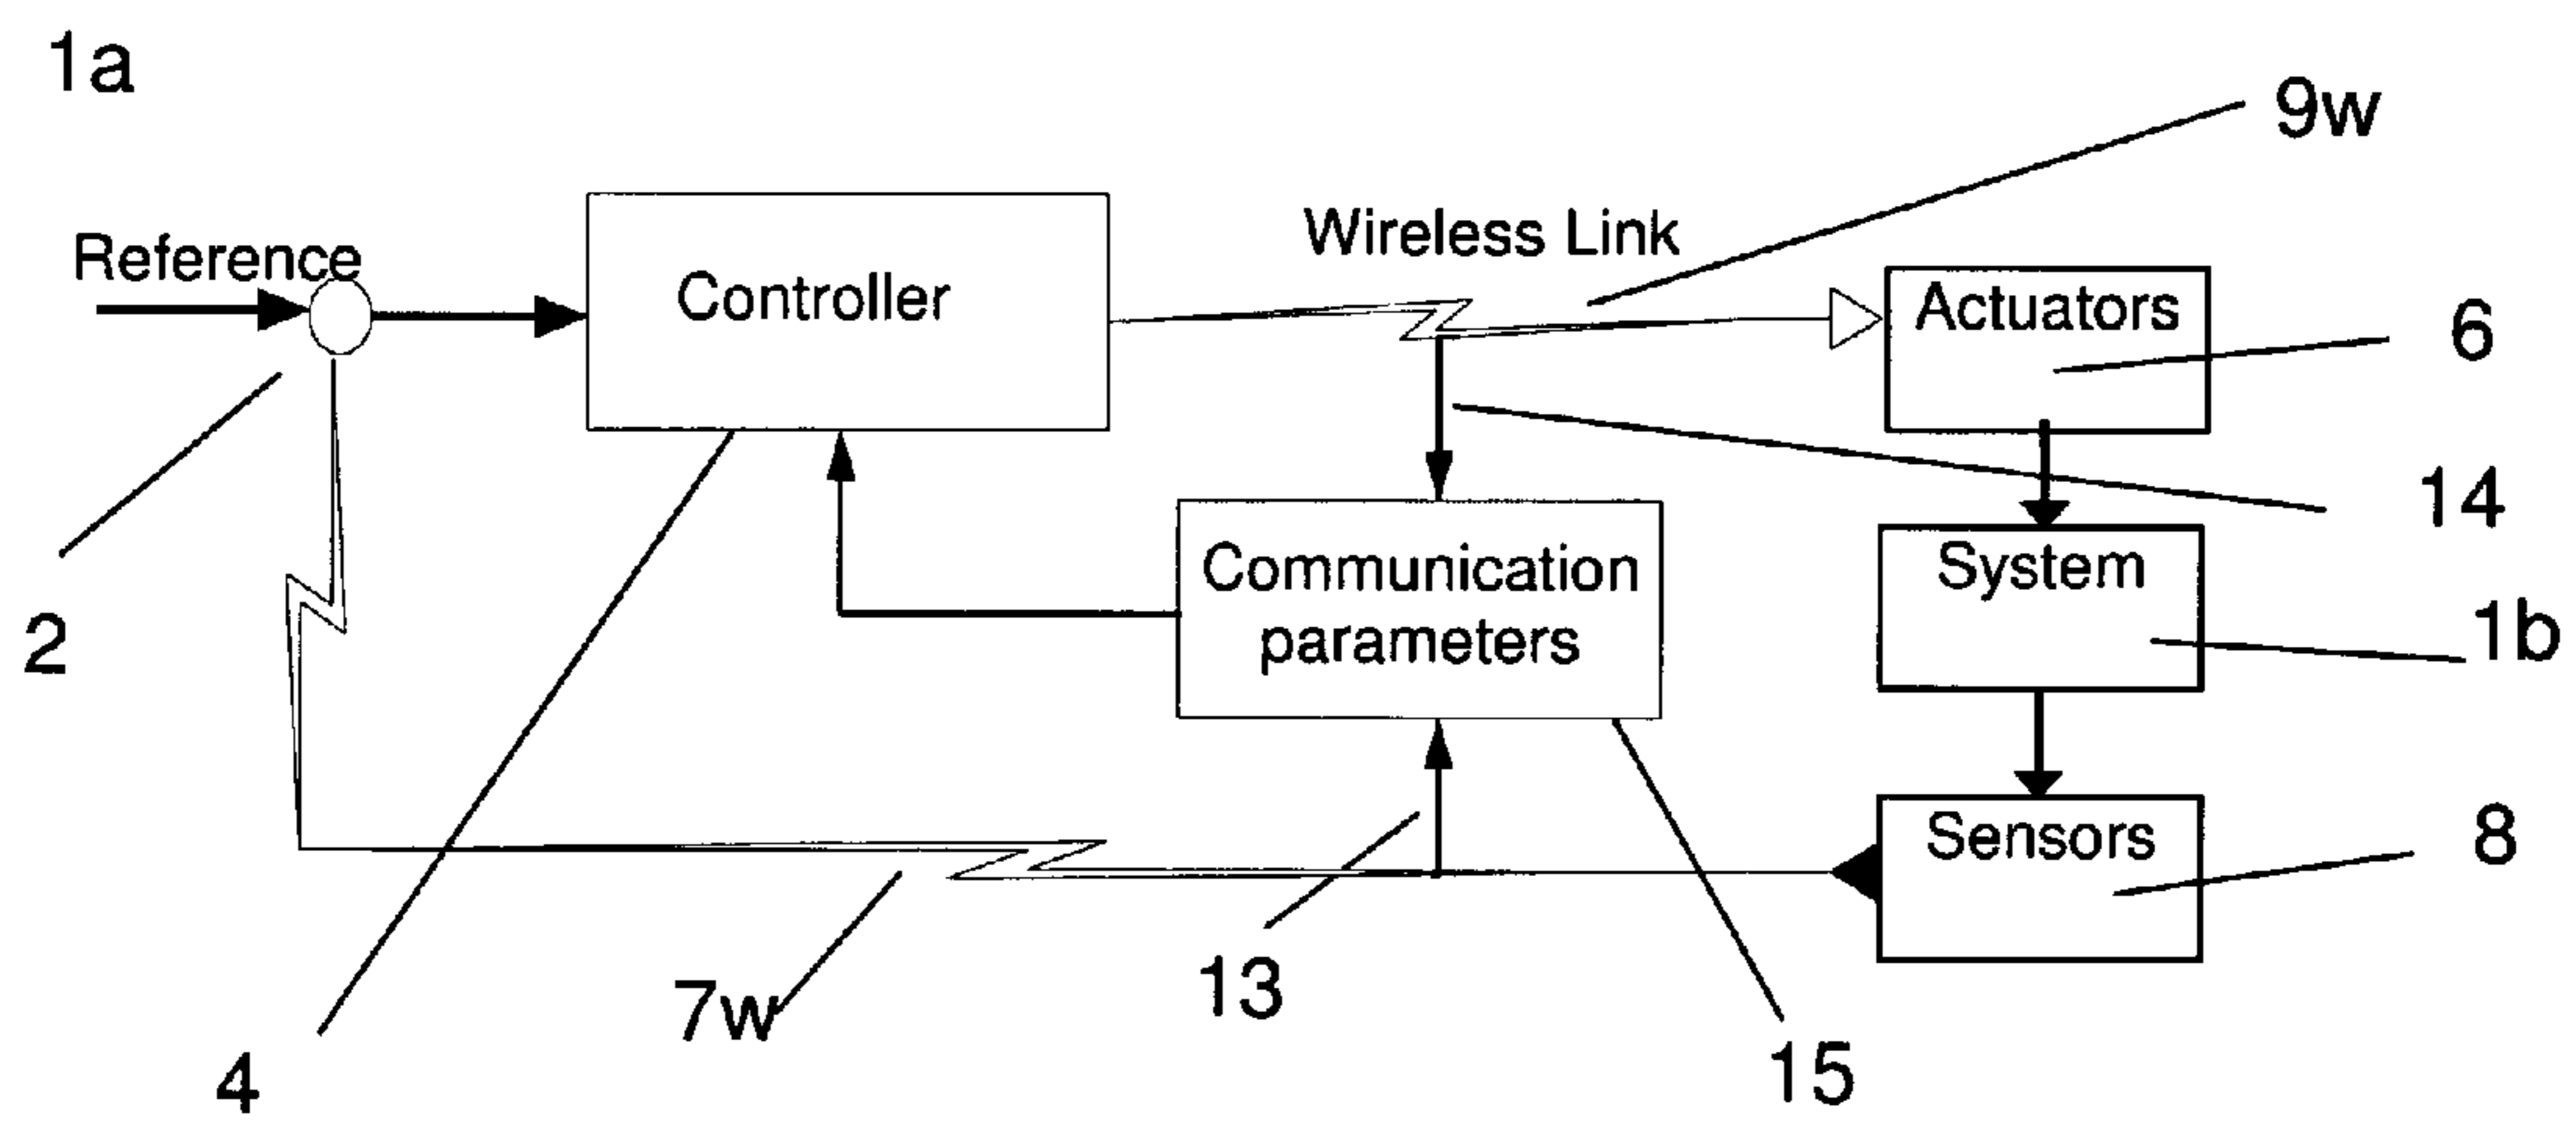 1a
9w
Reference
Wireless Link
Controller
Actuators
6
14
Communication
parameters
System
1b
2
Sensors
8
7w
13
4
15